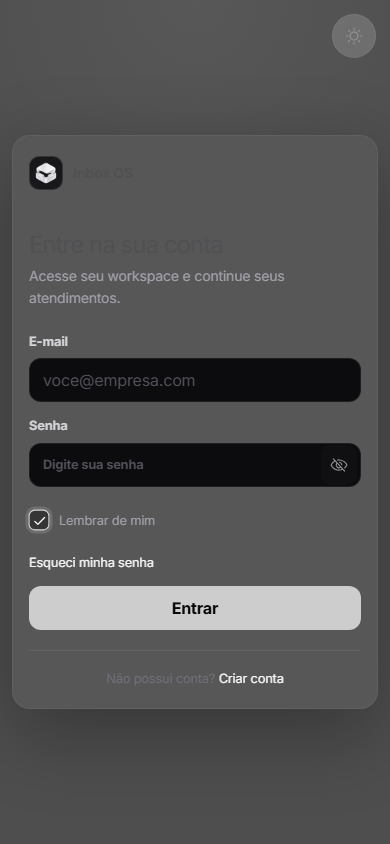 Inbox OS
Entre na sua conta
Acesse seu workspace e continue seus
atendimentos.
E-mail
voce@empresa.com
Senha
Digite sua senha
Lembrar de mim
Esqueci minha senha
Entrar
Não possui conta? Criar conta